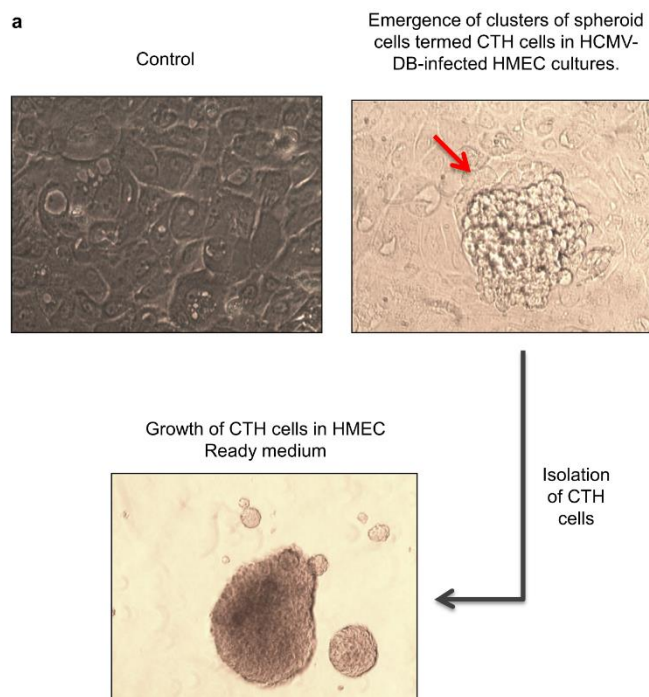 a
Control
Emergence of clusters of spheroid
cells termed CTH cells in HCMV-
DB-infected HMEC cultures.
Growth of CTH cells in HMEC
Ready medium
Isolation
of CTH
cells